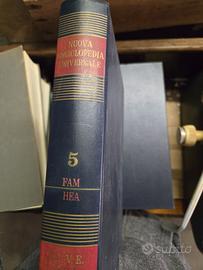 NUOVA
ENCICLOPEDIA
UNIVERSALE
5
FAM
HEA
V. E.
subito